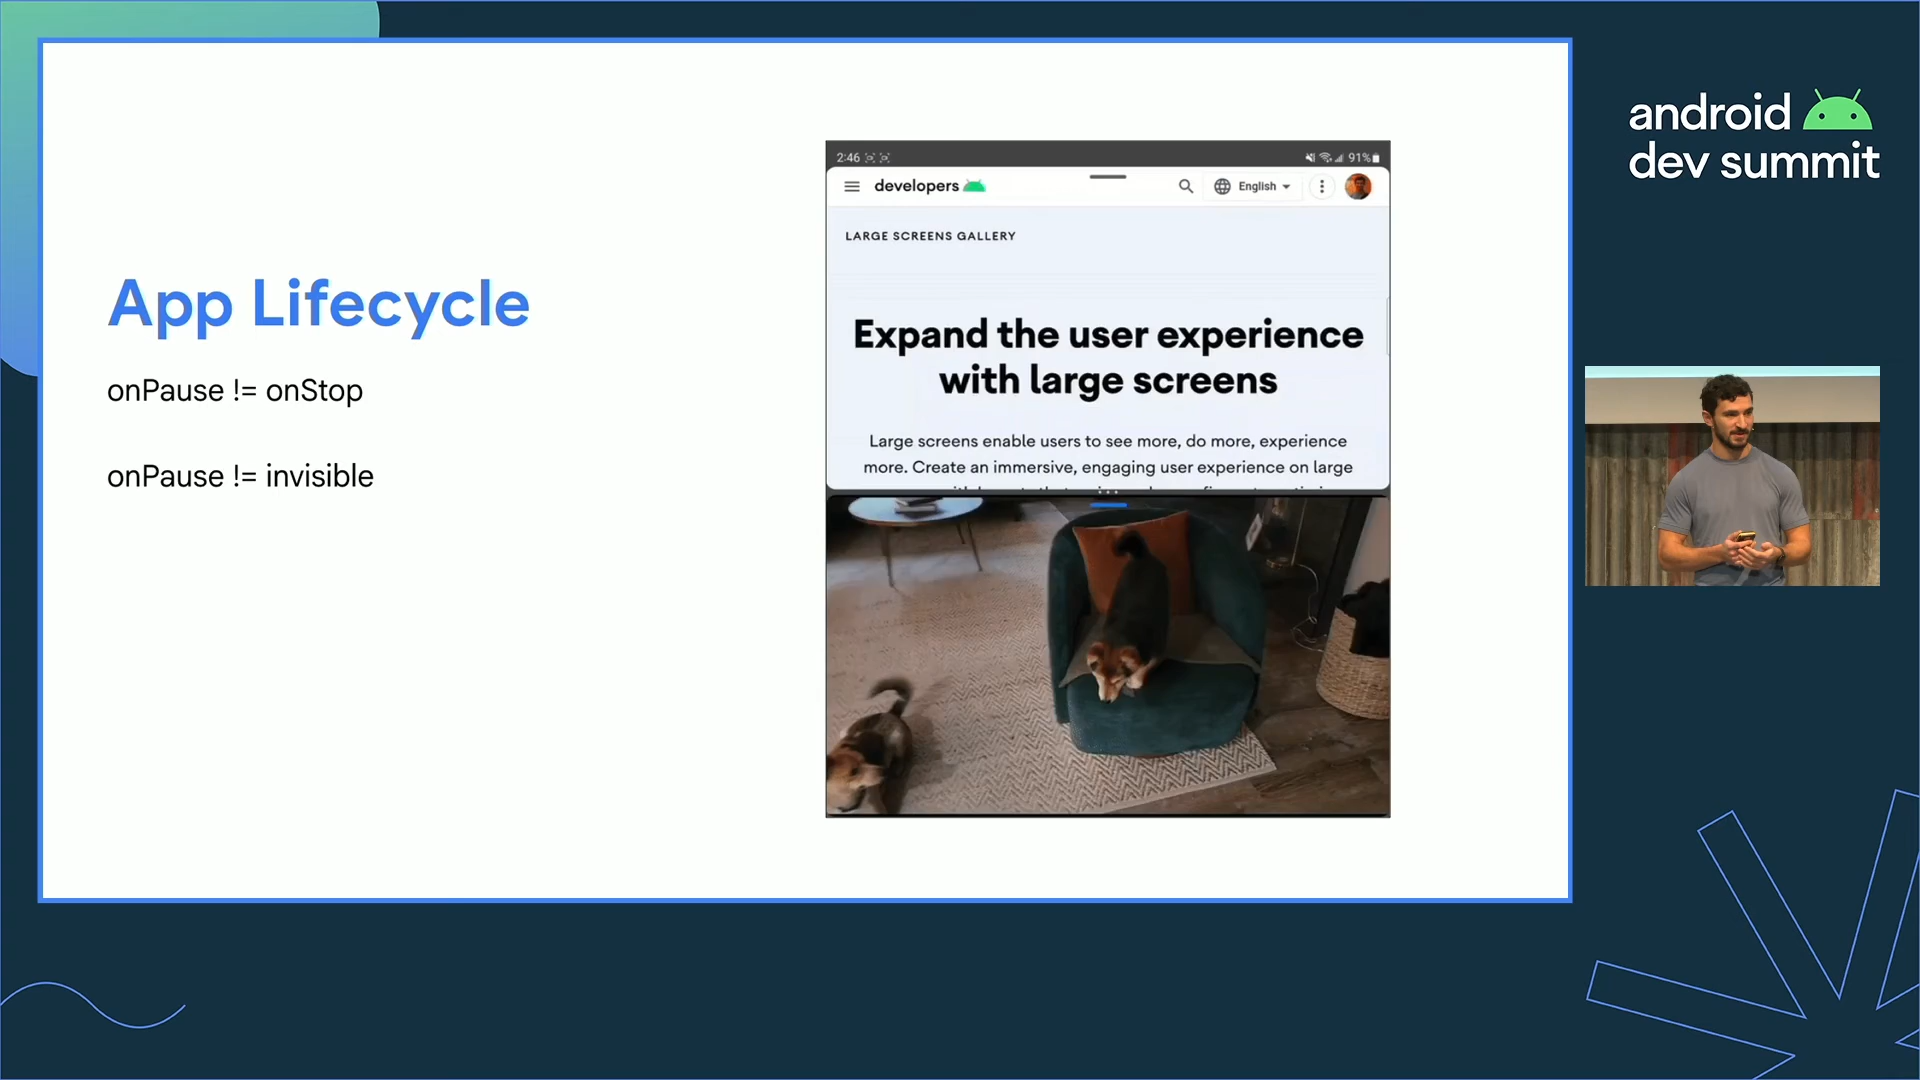 App Lifecycle
onPause != onStop
onPause != invisible
2:46
91%
developers
English
LARGE SCREENS GALLERY
Expand the user experience
with large screens
Large screens enable users to see more, do more, experience
more. Create an immersive, engaging user experience on large
android
dev summit